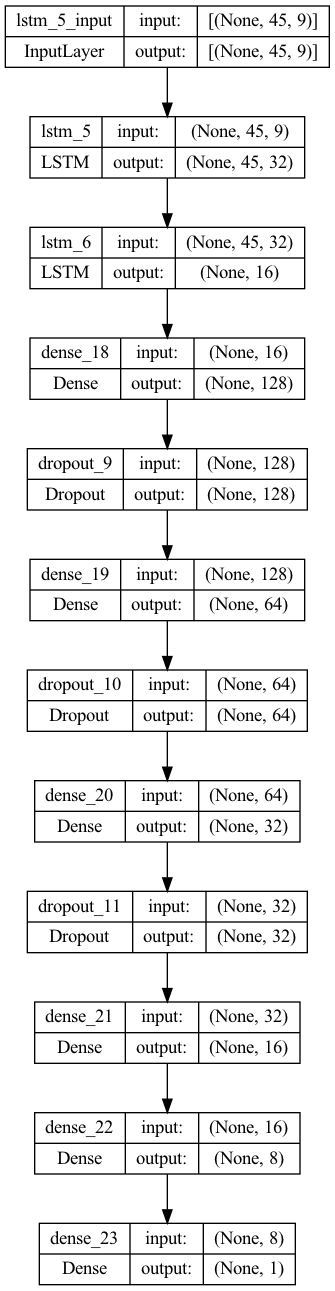 lstm_5_input input: [(None, 45, 9)]
InputLayer output: [(None, 45, 9)]
lstm_5 input: (None, 45, 9)
LSTM output: (None, 45, 32)
lstm_6 input: (None, 45, 32)
LSTM output: (None, 16)
dense_18 input: (None, 16)
Dense output: (None, 128)
dropout_9 input: (None, 128)
Dropout output: (None, 128)
dense_19 input: (None, 128)
Dense output: (None, 64)
dropout_10 input: (None, 64)
Dropout output: (None, 64)
dense_20 input: (None, 64)
Dense output: (None, 32)
dropout_11 input: (None, 32)
Dropout output: (None, 32)
dense_21 input: (None, 32)
Dense output: (None, 16)
dense_22 input: (None, 16)
Dense output: (None, 8)
dense_23 input: (None, 8)
Dense output: (None, 1)